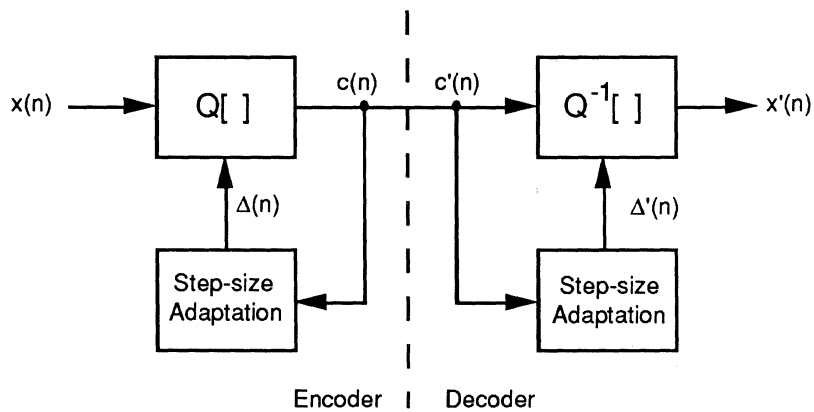 x(n)
Q[ ]
c(n)
c'(n)
Q⁻¹[ ]
x'(n)
Δ(n)
Δ'(n)
Step-size
Adaptation
Step-size
Adaptation
Encoder
Decoder